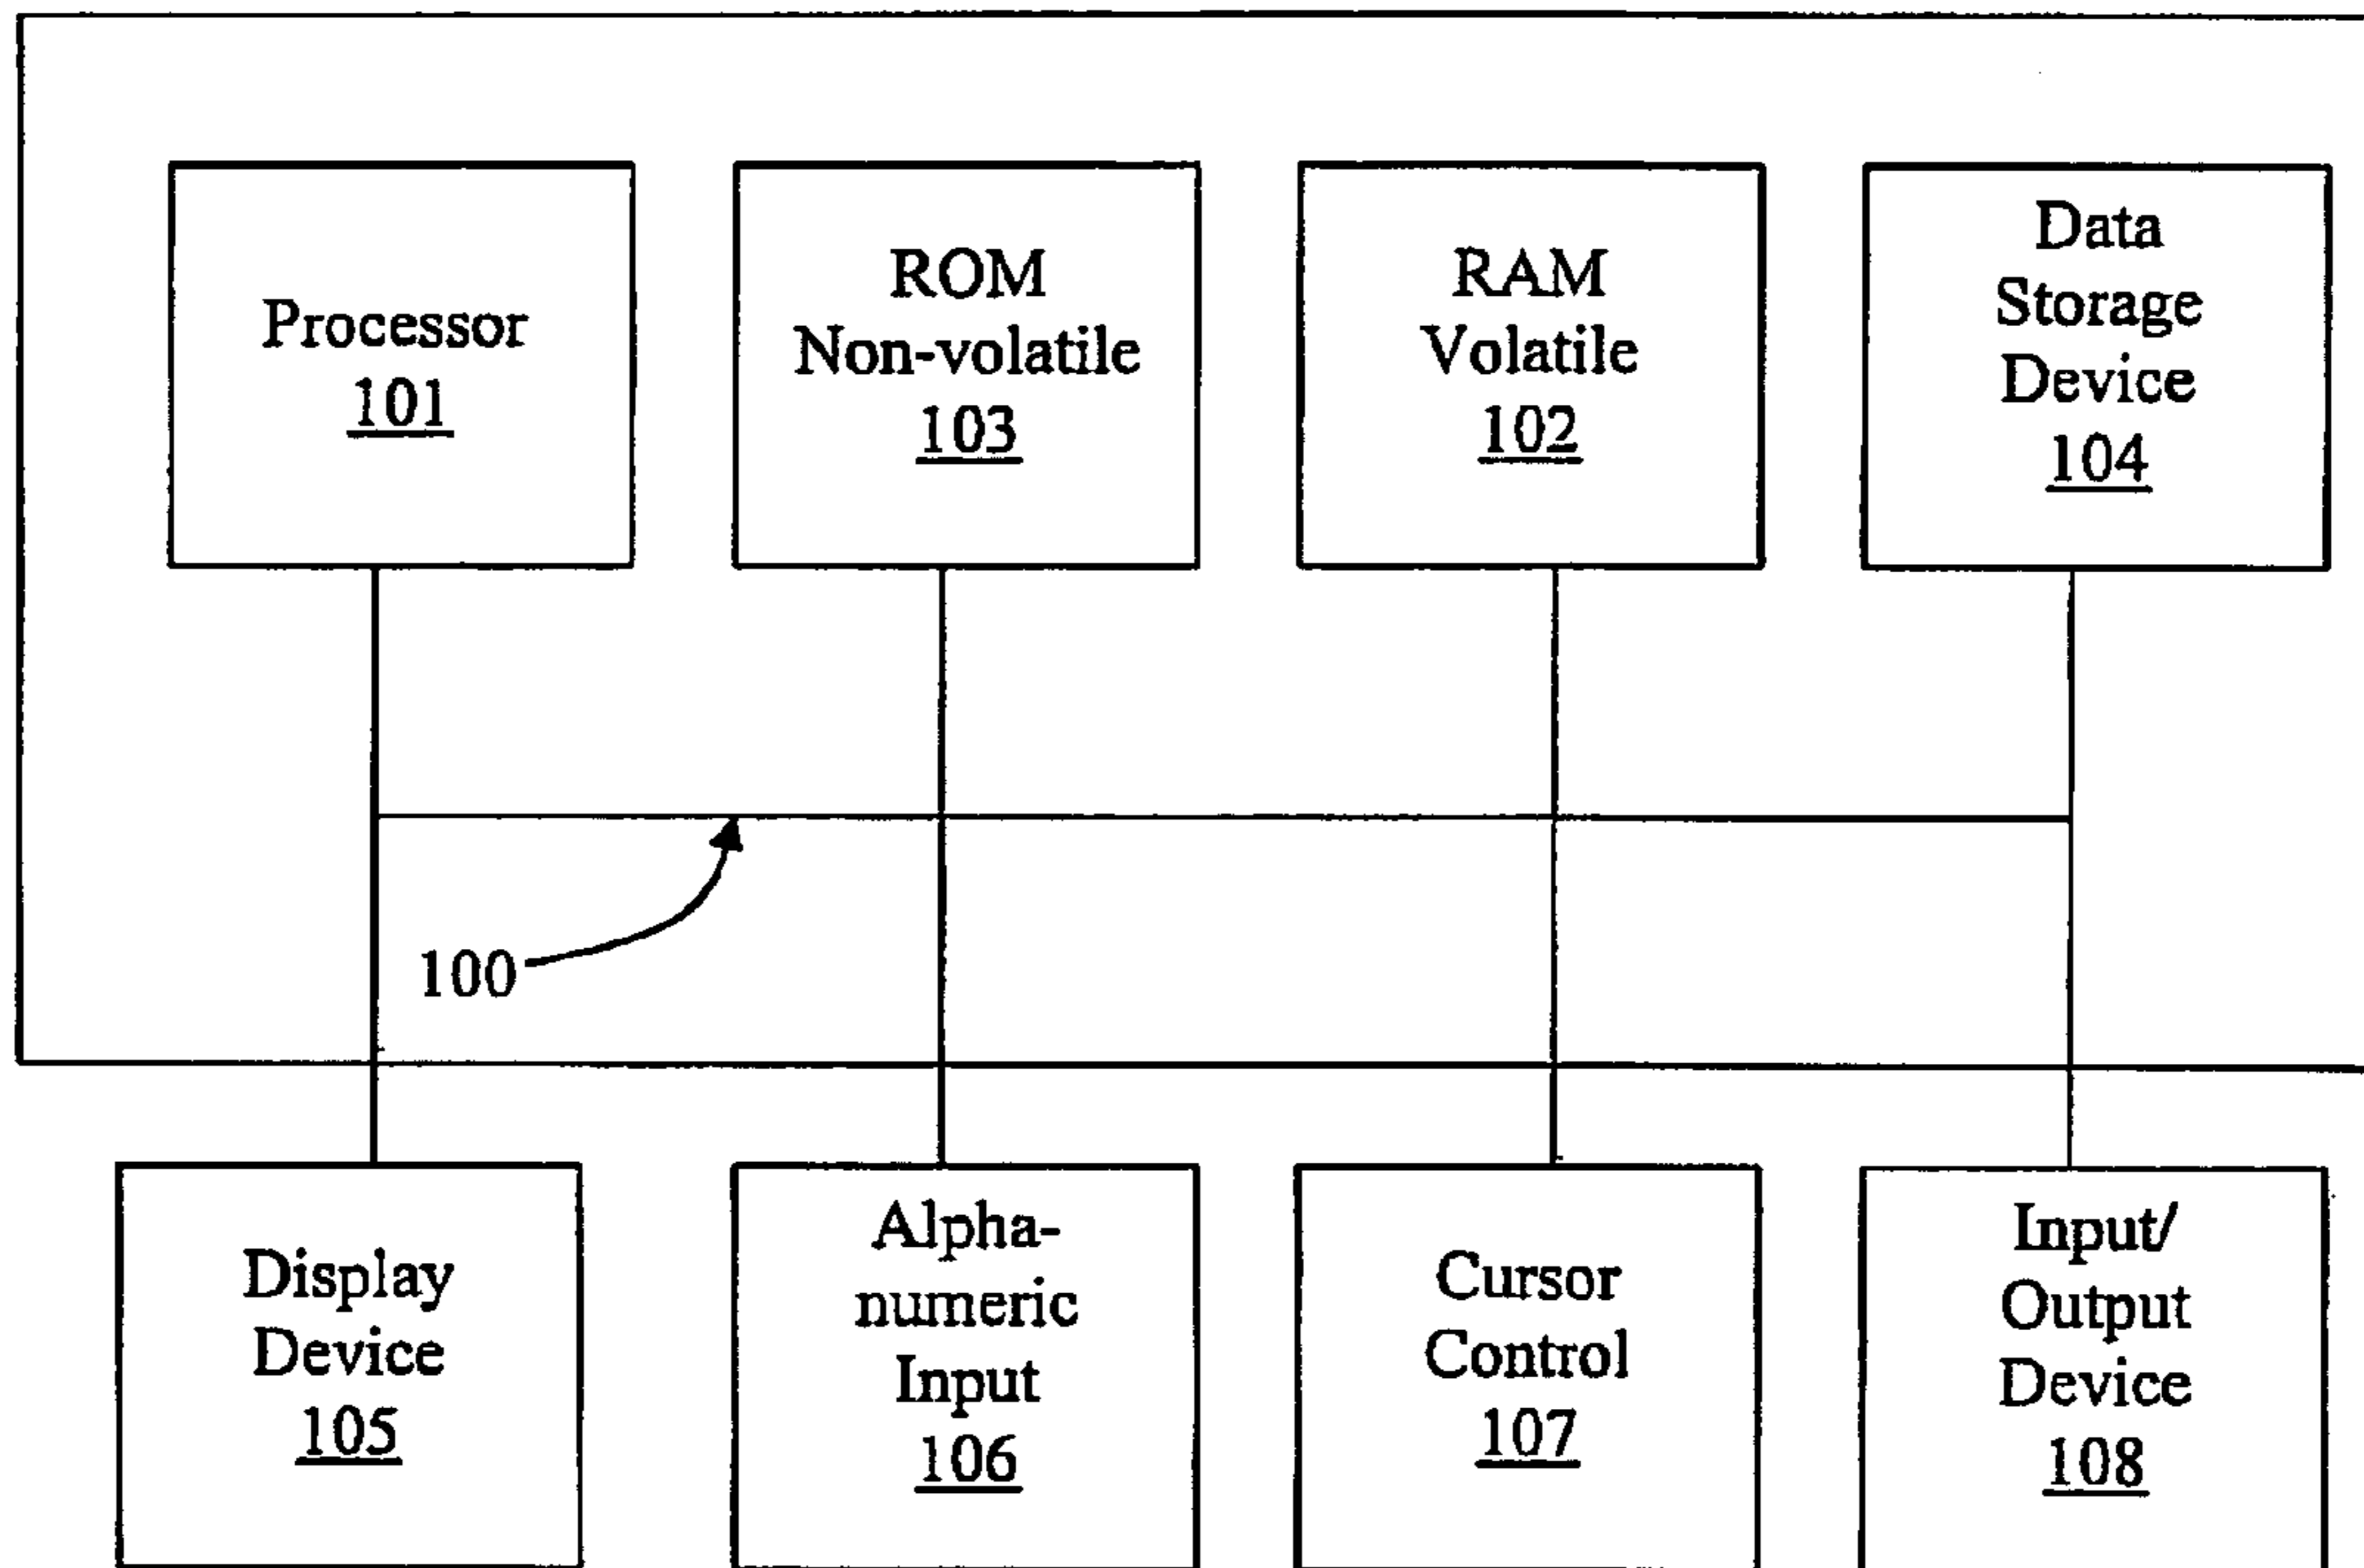 Processor
101
ROM
Non-volatile
103
RAM
Volatile
102
Data
Storage
Device
104
100
Display
Device
105
Alpha-
numeric
Input
106
Cursor
Control
107
Input/
Output
Device
108